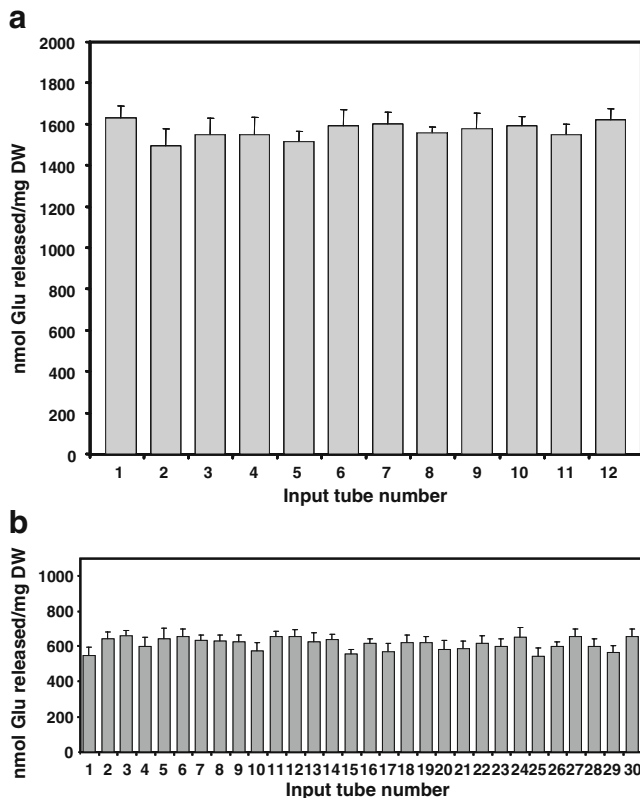 a
nmol Glu released/mg DW
2000
1800
1600
1400
1200
1000
800
600
400
200
0
1 2 3 4 5 6 7 8 9 10 11 12
Input tube number
b
nmol Glu released/mg DW
1000
800
600
400
200
0
1 2 3 4 5 6 7 8 9 10 11 12 13 14 15 16 17 18 19 20 21 22 23 24 25 26 27 28 29 30
Input tube number